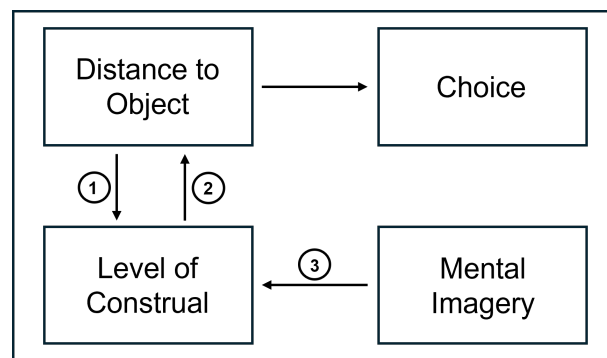 Distance to
Object
Choice
1
2
3
Level of
Construal
Mental
Imagery